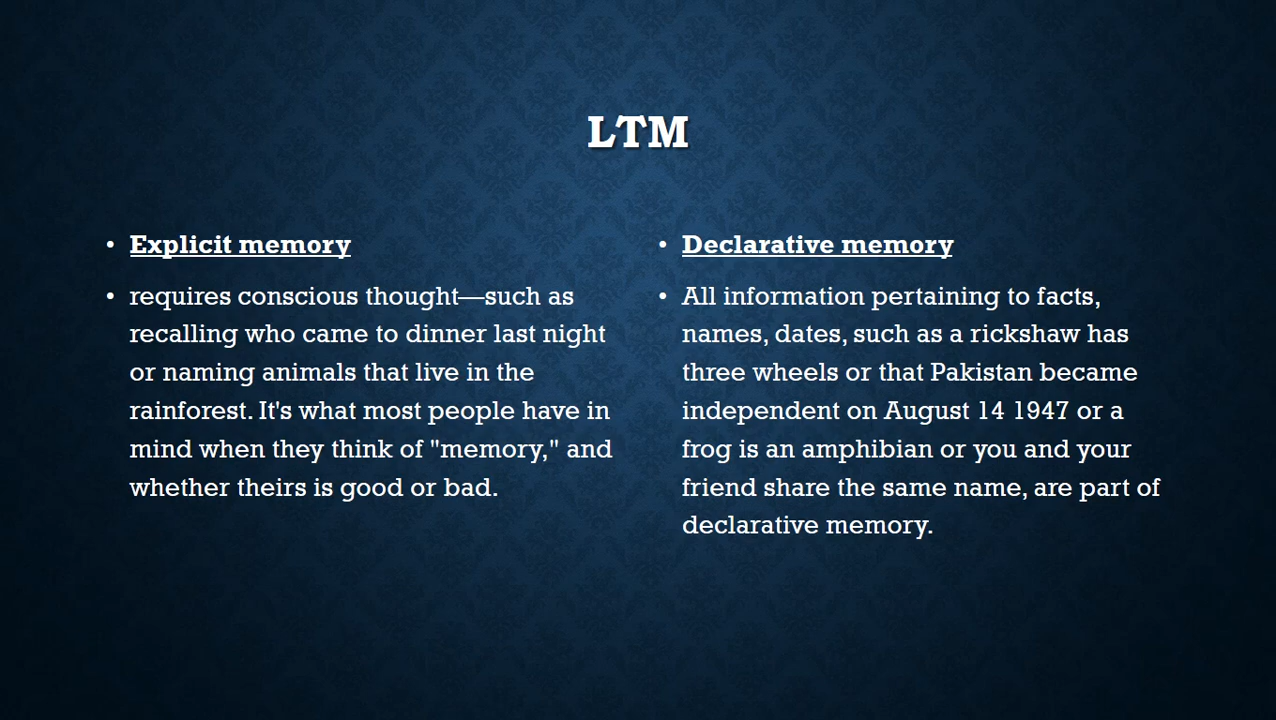 LTM
• Explicit memory
• requires conscious thought—such as
recalling who came to dinner last night
or naming animals that live in the
rainforest. It's what most people have in
mind when they think of "memory," and
whether theirs is good or bad.
• Declarative memory
• All information pertaining to facts,
names, dates, such as a rickshaw has
three wheels or that Pakistan became
independent on August 14 1947 or a
frog is an amphibian or you and your
friend share the same name, are part of
declarative memory.